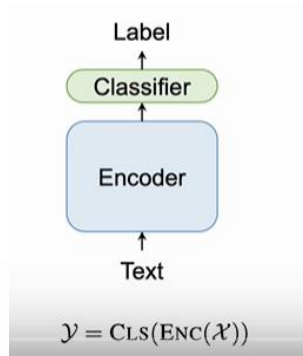 Label
Classifier
Encoder
Text
𝒴 = CLS(ENC(𝒳))